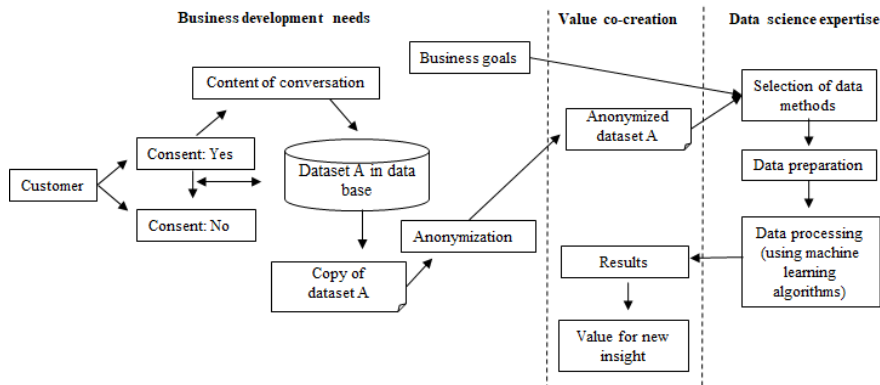 Business development needs
Value co-creation
Data science expertise
Business goals
Content of conversation
Selection of data
methods
Anonymized
dataset A
Consent: Yes
Dataset A in data
base
Data preparation
Customer
Consent: No
Anonymization
Data processing
(using machine
learning
algorithms)
Results
Copy of
dataset A
Value for new
insight